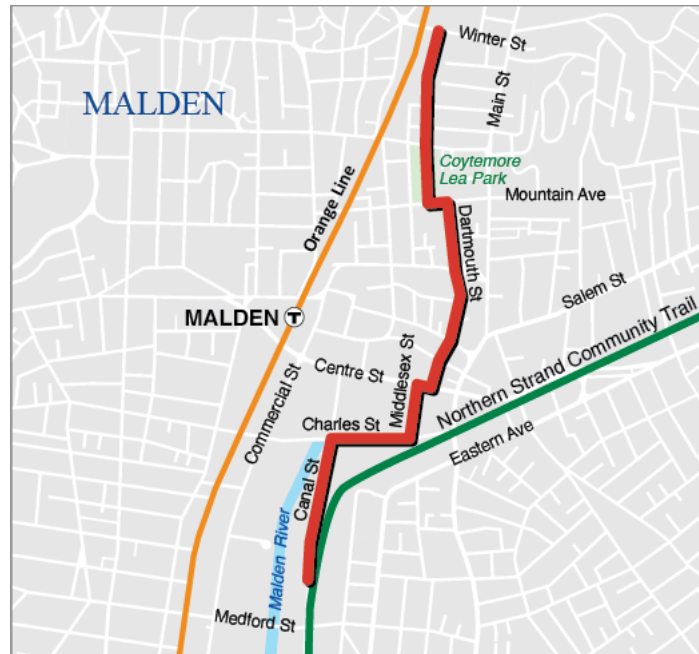 Winter St
MALDEN
Main St
Coytemore
Lea Park
Mountain Ave
Orange Line
Dartmouth St
Salem St
MALDEN T
Northern Strand Community Trail
Middlesex St
Centre St
Commercial St
Charles St
Eastern Ave
Canal St
Malden River
Medford St